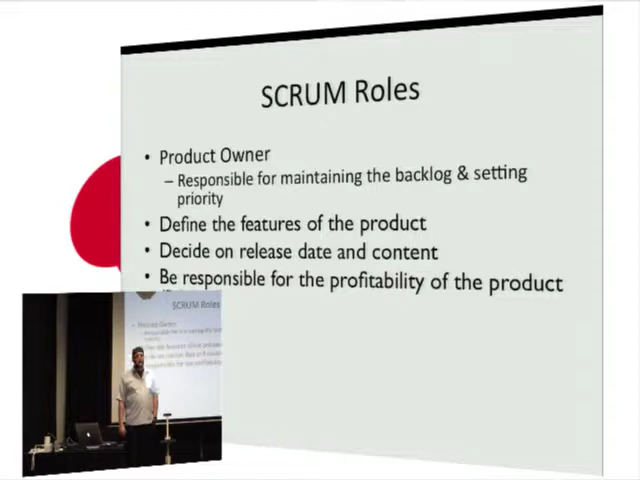 SCRUM Roles
• Product Owner
– Responsible for maintaining the backlog & setting
priority
• Define the features of the product
• Decide on release date and content
• Be responsible for the profitability of the product
SCRUM Roles